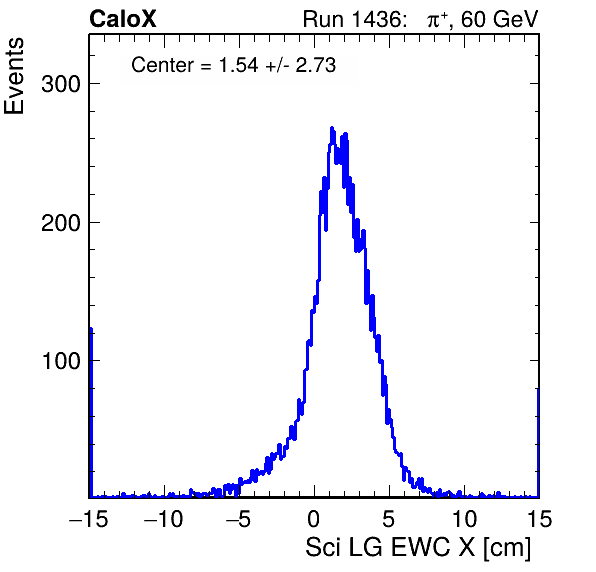 CaloX Run 1436: π⁺, 60 GeV
Center = 1.54 +/- 2.73
Events
300
200
100
−15 −10 −5 0 5 10 15
Sci LG EWC X [cm]